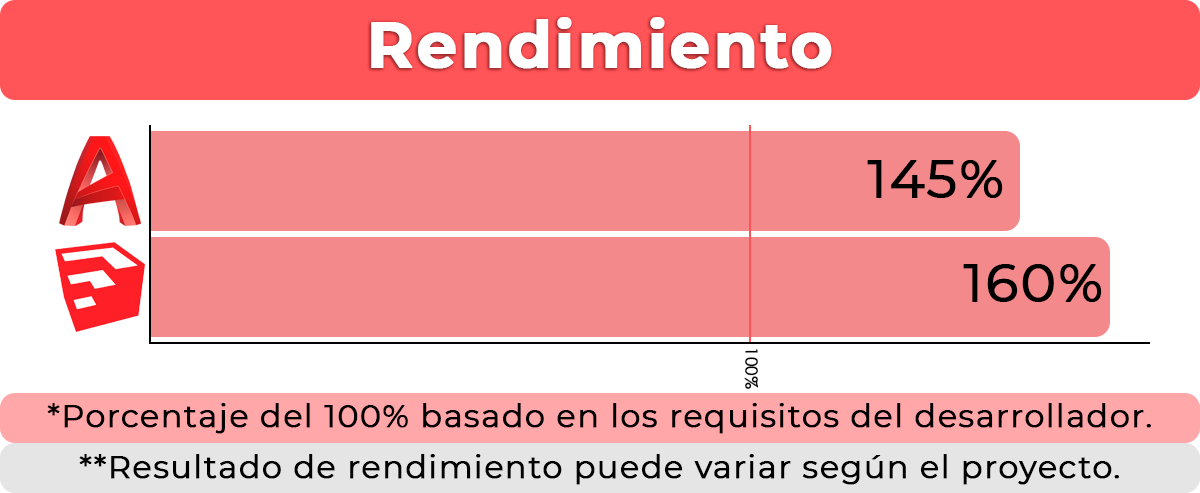 Rendimiento
145%
160%
100%
*Porcentaje del 100% basado en los requisitos del desarrollador.
**Resultado de rendimiento puede variar según el proyecto.